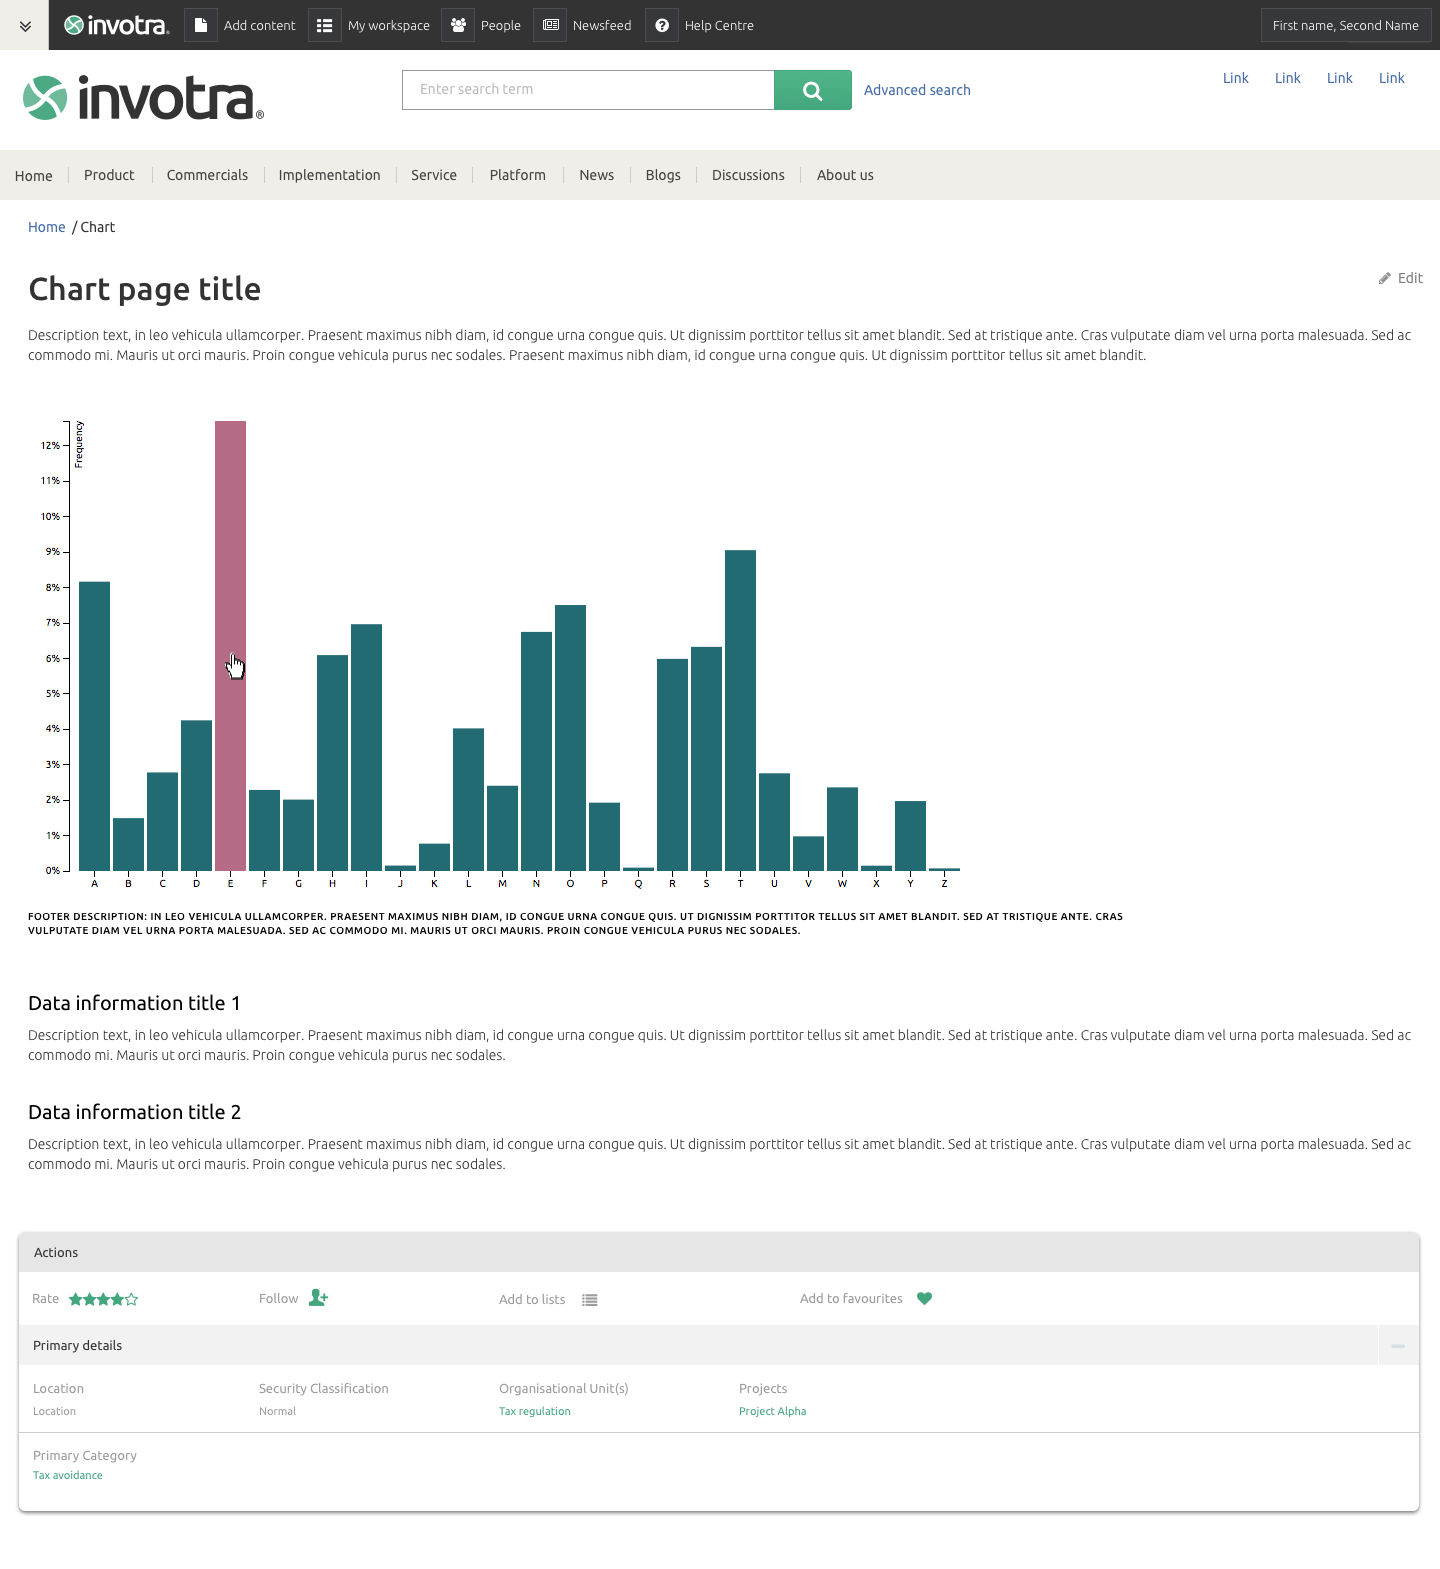 invotra®
Add content
My workspace
People
Newsfeed
Help Centre
First name, Second Name
invotra®
Enter search term
Advanced search
Link
Link
Link
Link
Home
Product
Commercials
Implementation
Service
Platform
News
Blogs
Discussions
About us
Home / Chart
Chart page title
Edit
Description text, in leo vehicula ullamcorper. Praesent maximus nibh diam, id congue urna congue quis. Ut dignissim porttitor tellus sit amet blandit. Sed at tristique ante. Cras vulputate diam vel urna porta malesuada. Sed ac
commodo mi. Mauris ut orci mauris. Proin congue vehicula purus nec sodales. Praesent maximus nibh diam, id congue urna congue quis. Ut dignissim porttitor tellus sit amet blandit.
Frequency
12%
11%
10%
9%
8%
7%
6%
5%
4%
3%
2%
1%
0%
A B C D E F G H I J K L M N O P Q R S T U V W X Y Z
FOOTER DESCRIPTION: IN LEO VEHICULA ULLAMCORPER. PRAESENT MAXIMUS NIBH DIAM, ID CONGUE URNA CONGUE QUIS. UT DIGNISSIM PORTTITOR TELLUS SIT AMET BLANDIT. SED AT TRISTIQUE ANTE. CRAS
VULPUTATE DIAM VEL URNA PORTA MALESUADA. SED AC COMMODO MI. MAURIS UT ORCI MAURIS. PROIN CONGUE VEHICULA PURUS NEC SODALES.
Data information title 1
Description text, in leo vehicula ullamcorper. Praesent maximus nibh diam, id congue urna congue quis. Ut dignissim porttitor tellus sit amet blandit. Sed at tristique ante. Cras vulputate diam vel urna porta malesuada. Sed ac
commodo mi. Mauris ut orci mauris. Proin congue vehicula purus nec sodales.
Data information title 2
Description text, in leo vehicula ullamcorper. Praesent maximus nibh diam, id congue urna congue quis. Ut dignissim porttitor tellus sit amet blandit. Sed at tristique ante. Cras vulputate diam vel urna porta malesuada. Sed ac
commodo mi. Mauris ut orci mauris. Proin congue vehicula purus nec sodales.
Actions
Rate
Follow
Add to lists
Add to favourites
Primary details
Location
Security Classification
Organisational Unit(s)
Projects
Location
Normal
Tax regulation
Project Alpha
Primary Category
Tax avoidance